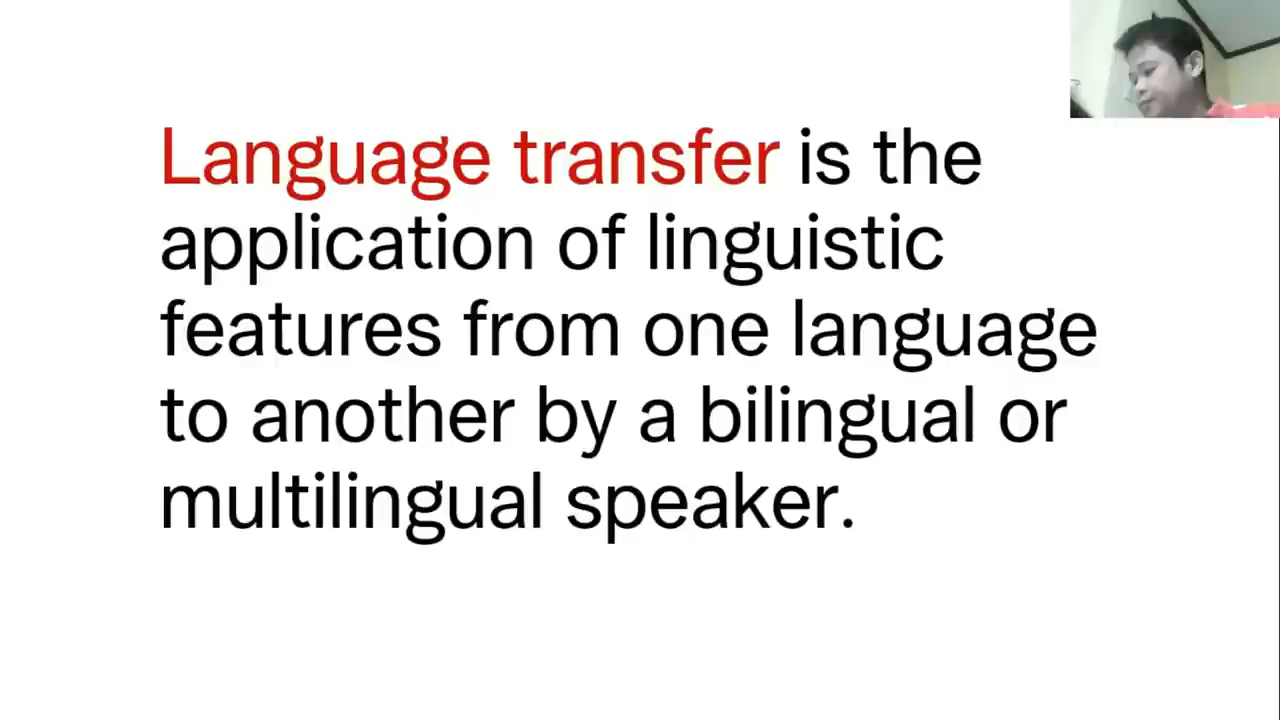 Language transfer is the
application of linguistic
features from one language
to another by a bilingual or
multilingual speaker.